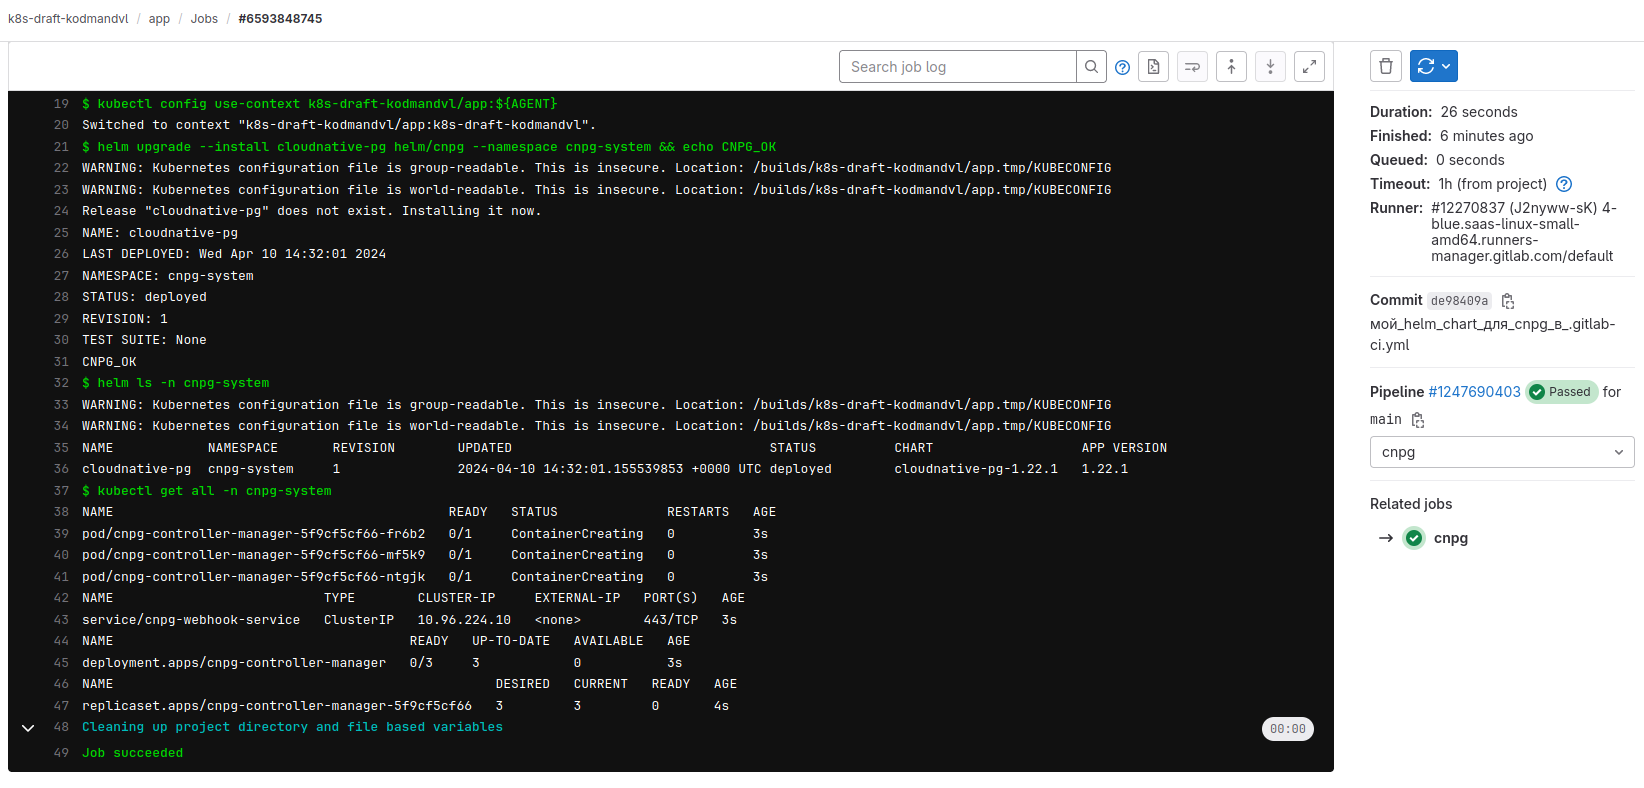 k8s-draft-kodmandvl / app / Jobs / #6593848745
Search job log
19 $ kubectl config use-context k8s-draft-kodmandvl/app:${AGENT}
20 Switched to context "k8s-draft-kodmandvl/app:k8s-draft-kodmandvl".
21 $ helm upgrade --install cloudnative-pg helm/cnpg --namespace cnpg-system && echo CNPG_OK
22 WARNING: Kubernetes configuration file is group-readable. This is insecure. Location: /builds/k8s-draft-kodmandvl/app.tmp/KUBECONFIG
23 WARNING: Kubernetes configuration file is world-readable. This is insecure. Location: /builds/k8s-draft-kodmandvl/app.tmp/KUBECONFIG
24 Release "cloudnative-pg" does not exist. Installing it now.
25 NAME: cloudnative-pg
26 LAST DEPLOYED: Wed Apr 10 14:32:01 2024
27 NAMESPACE: cnpg-system
28 STATUS: deployed
29 REVISION: 1
30 TEST SUITE: None
31 CNPG_OK
32 $ helm ls -n cnpg-system
33 WARNING: Kubernetes configuration file is group-readable. This is insecure. Location: /builds/k8s-draft-kodmandvl/app.tmp/KUBECONFIG
34 WARNING: Kubernetes configuration file is world-readable. This is insecure. Location: /builds/k8s-draft-kodmandvl/app.tmp/KUBECONFIG
35 NAME NAMESPACE REVISION UPDATED STATUS CHART APP VERSION
36 cloudnative-pg cnpg-system 1 2024-04-10 14:32:01.155539853 +0000 UTC deployed cloudnative-pg-1.22.1 1.22.1
37 $ kubectl get all -n cnpg-system
38 NAME READY STATUS RESTARTS AGE
39 pod/cnpg-controller-manager-5f9cf5cf66-fr6b2 0/1 ContainerCreating 0 3s
40 pod/cnpg-controller-manager-5f9cf5cf66-mf5k9 0/1 ContainerCreating 0 3s
41 pod/cnpg-controller-manager-5f9cf5cf66-ntgjk 0/1 ContainerCreating 0 3s
42 NAME TYPE CLUSTER-IP EXTERNAL-IP PORT(S) AGE
43 service/cnpg-webhook-service ClusterIP 10.96.224.10 <none> 443/TCP 3s
44 NAME READY UP-TO-DATE AVAILABLE AGE
45 deployment.apps/cnpg-controller-manager 0/3 3 0 3s
46 NAME DESIRED CURRENT READY AGE
47 replicaset.apps/cnpg-controller-manager-5f9cf5cf66 3 3 0 4s
48 Cleaning up project directory and file based variables 00:00
49 Job succeeded
Duration: 26 seconds
Finished: 6 minutes ago
Queued: 0 seconds
Timeout: 1h (from project)
Runner: #12270837 (J2nyww-sK) 4-
blue.saas-linux-small-
amd64.runners-
manager.gitlab.com/default
Commit de98409a
мой_helm_chart_для_cnpg_в_.gitlab-
ci.yml
Pipeline #1247690403 Passed for
main
cnpg
Related jobs
→ cnpg